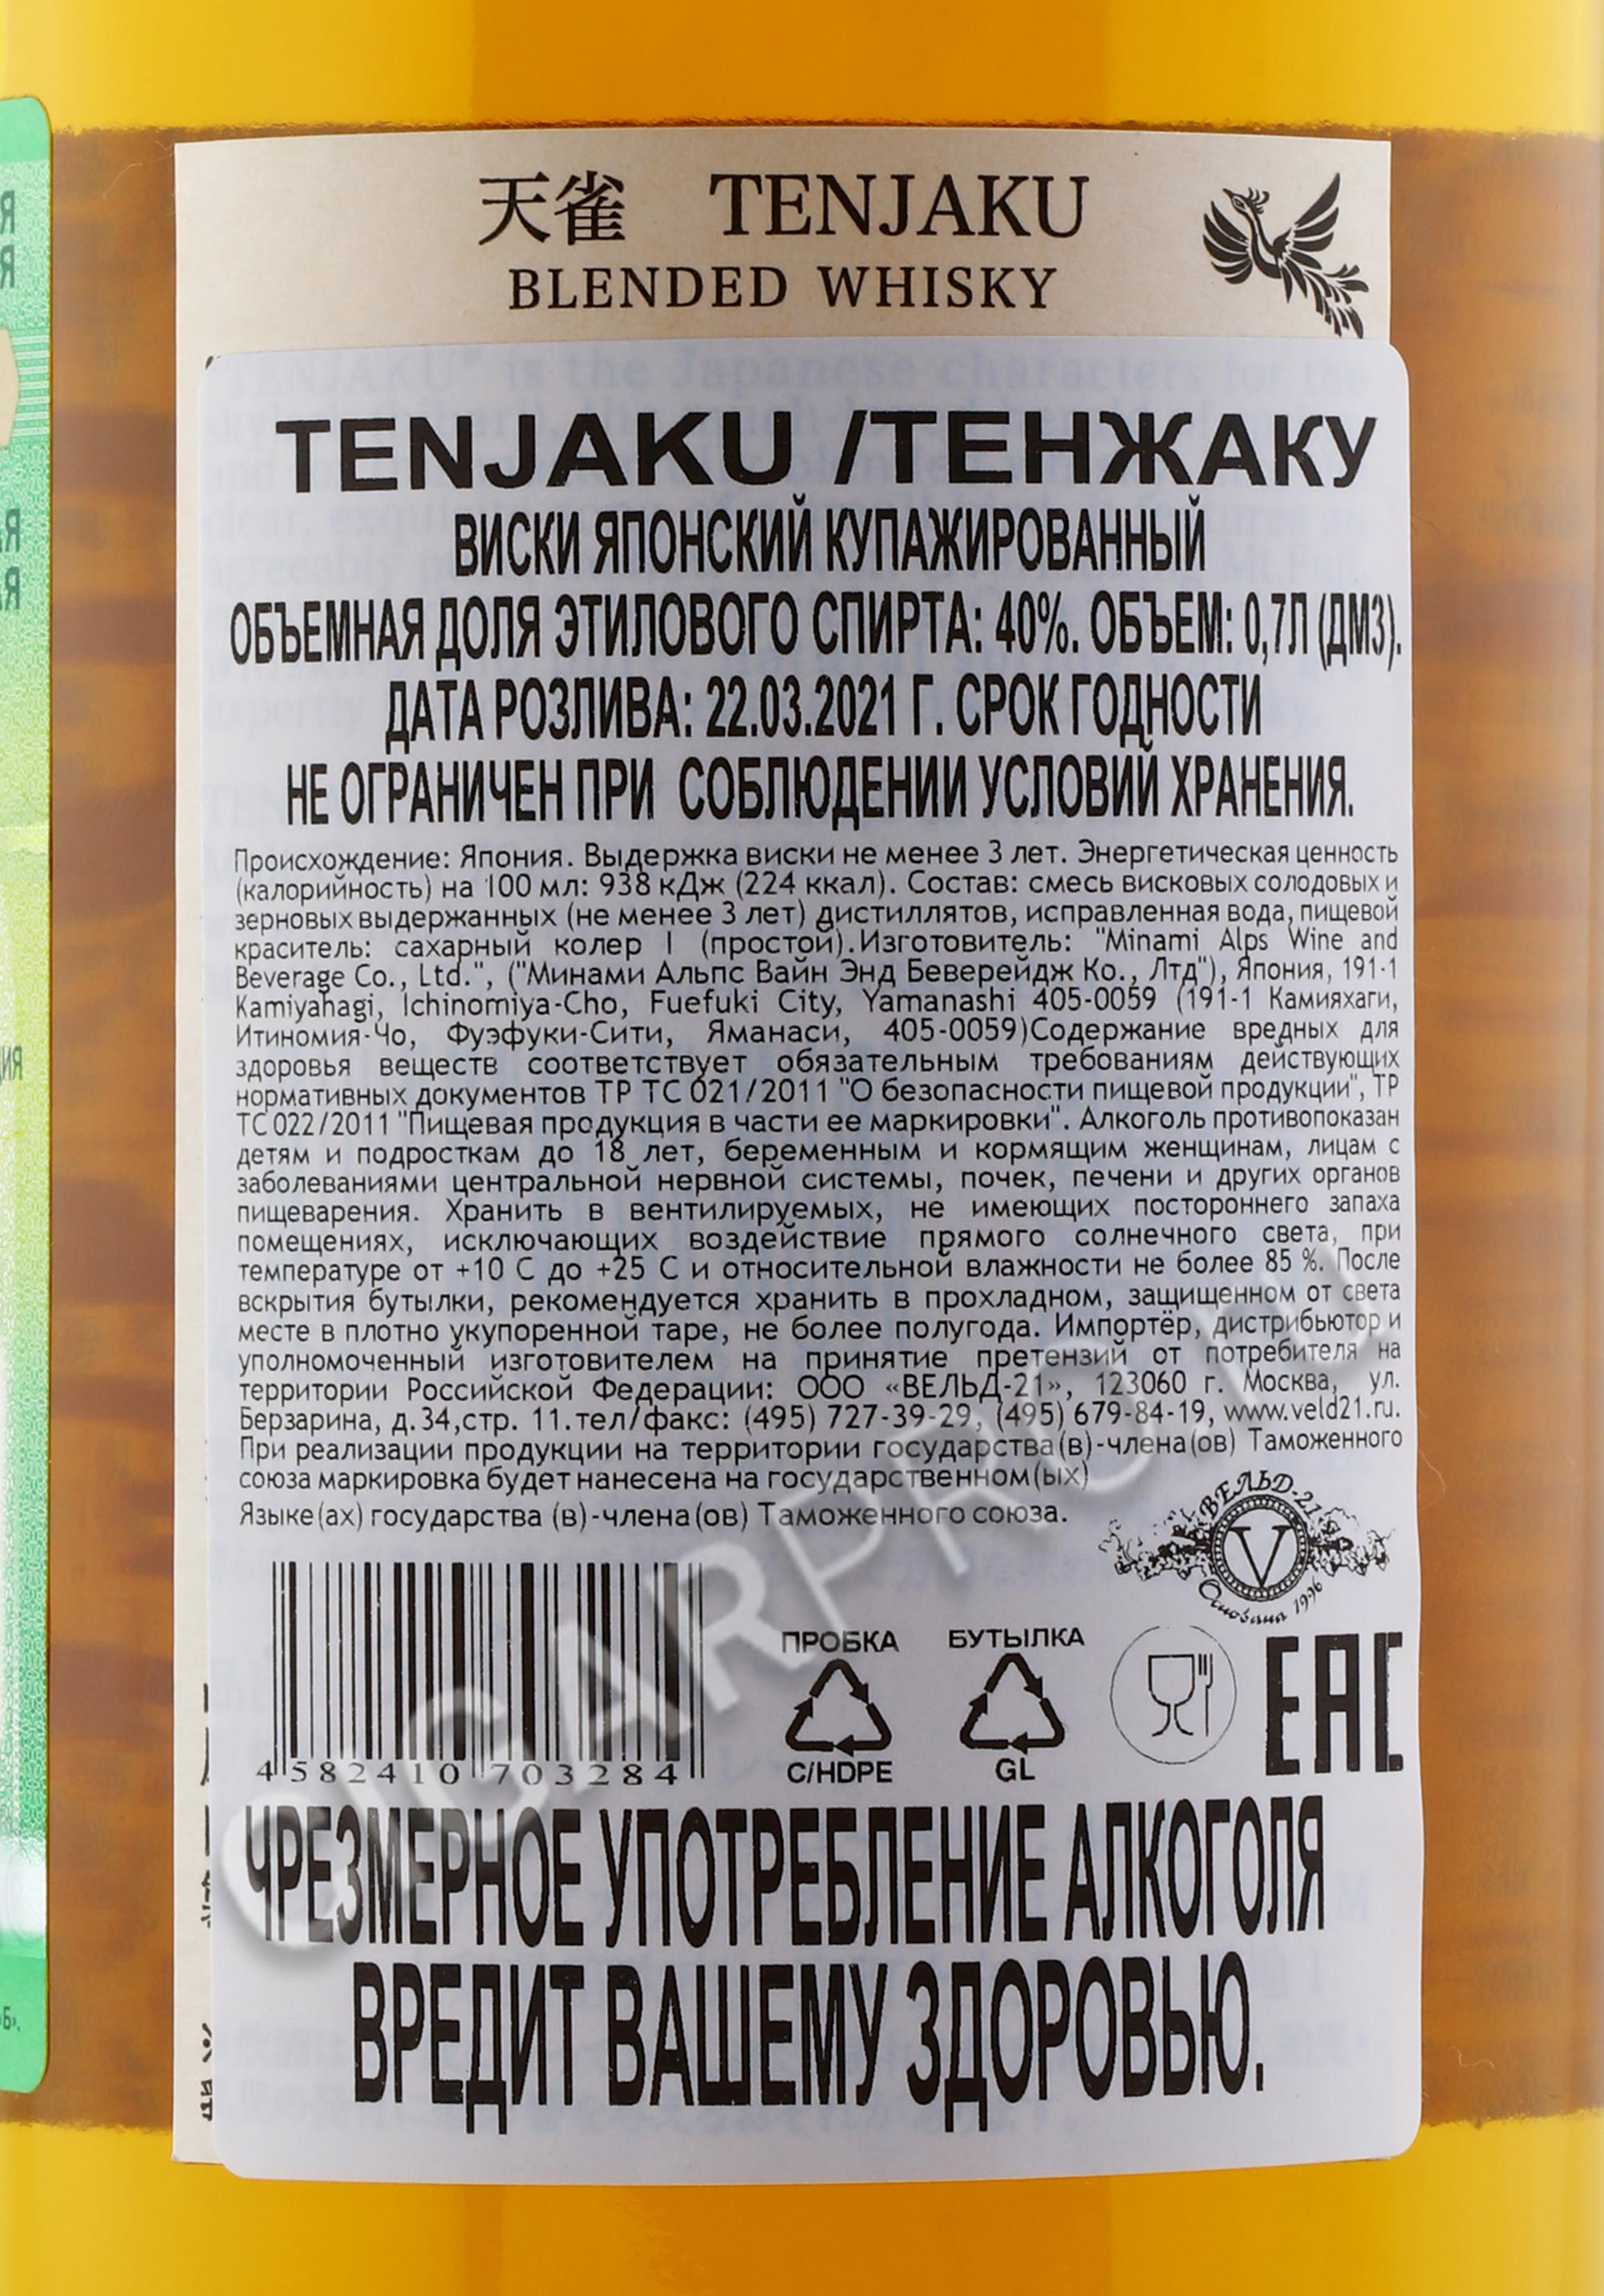 天雀 TENJAKU
BLENDED WHISKY
TENJAKU /ТЕНЖАКУ
ВИСКИ ЯПОНСКИЙ КУПАЖИРОВАННЫЙ
ОБЪЕМНАЯ ДОЛЯ ЭТИЛОВОГО СПИРТА: 40%. ОБЪЕМ: 0,7Л (ДМ3).
ДАТА РОЗЛИВА: 22.03.2021 Г. СРОК ГОДНОСТИ
НЕ ОГРАНИЧЕН ПРИ СОБЛЮДЕНИИ УСЛОВИЙ ХРАНЕНИЯ.
Происхождение: Япония. Выдержка виски не менее 3 лет. Энергетическая ценность
(калорийность) на 100 мл: 938 кДж (224 ккал). Состав: смесь висковых солодовых и
зерновых выдержанных (не менее 3 лет) дистиллятов, исправленная вода, пищевой
краситель: сахарный колер I (простой).Изготовитель: "Minami Alps Wine and
Beverage Co., Ltd.", ("Минами Альпс Вайн Энд Беверейдж Ко., Лтд"), Япония, 191-1
Kamiyahagi, Ichinomiya-Cho, Fuefuki City, Yamanashi 405-0059 (191-1 Камияхаги,
Итиномия-Чо, Фуэфуки-Сити, Яманаси, 405-0059)Содержание вредных для
здоровья веществ соответствует обязательным требованиям действующих
нормативных документов ТР ТС 021/2011 "О безопасности пищевой продукции", ТР
ТС 022/2011 "Пищевая продукция в части ее маркировки". Алкоголь противопоказан
детям и подросткам до 18 лет, беременным и кормящим женщинам, лицам с
заболеваниями центральной нервной системы, почек, печени и других органов
пищеварения. Хранить в вентилируемых, не имеющих постороннего запаха
помещениях, исключающих воздействие прямого солнечного света, при
температуре от +10 С до +25 С и относительной влажности не более 85 %. После
вскрытия бутылки, рекомендуется хранить в прохладном, защищенном от света
месте в плотно укупоренной таре, не более полугода. Импортёр, дистрибьютор и
уполномоченный изготовителем на принятие претензий от потребителя на
территории Российской Федерации: ООО «ВЕЛЬД-21», 123060 г. Москва, ул.
Берзарина, д.34,стр. 11.тел/факс: (495) 727-39-29, (495) 679-84-19, www.veld21.ru.
При реализации продукции на территории государства(в)-члена(ов) Таможенного
союза маркировка будет нанесена на государственном(ых)
Языке(ах) государства (в)-члена(ов) Таможенного союза.
ВЕЛЬД-21
V
Основана 1996
ПРОБКА БУТЫЛКА
EAC
C/HDPE GL
4 582410 703284
ЧРЕЗМЕРНОЕ УПОТРЕБЛЕНИЕ АЛКОГОЛЯ
ВРЕДИТ ВАШЕМУ ЗДОРОВЬЮ.
CIGARPRO.RU